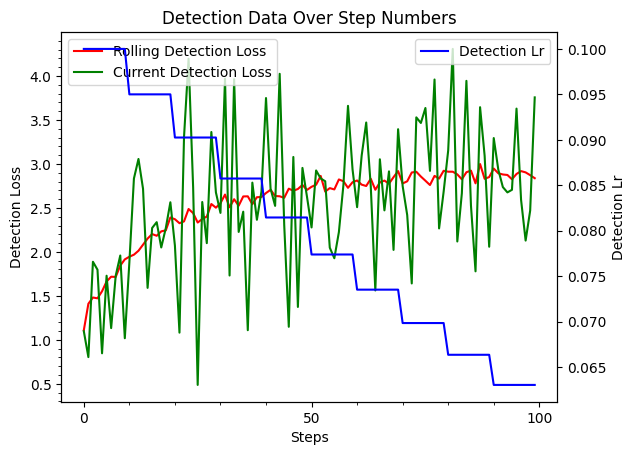 Detection Data Over Step Numbers
Rolling Detection Loss
Current Detection Loss
Detection Lr
4.0
3.5
3.0
2.5
2.0
1.5
1.0
0.5
Detection Loss
0.100
0.095
0.090
0.085
0.080
0.075
0.070
0.065
Detection Lr
0
50
100
Steps